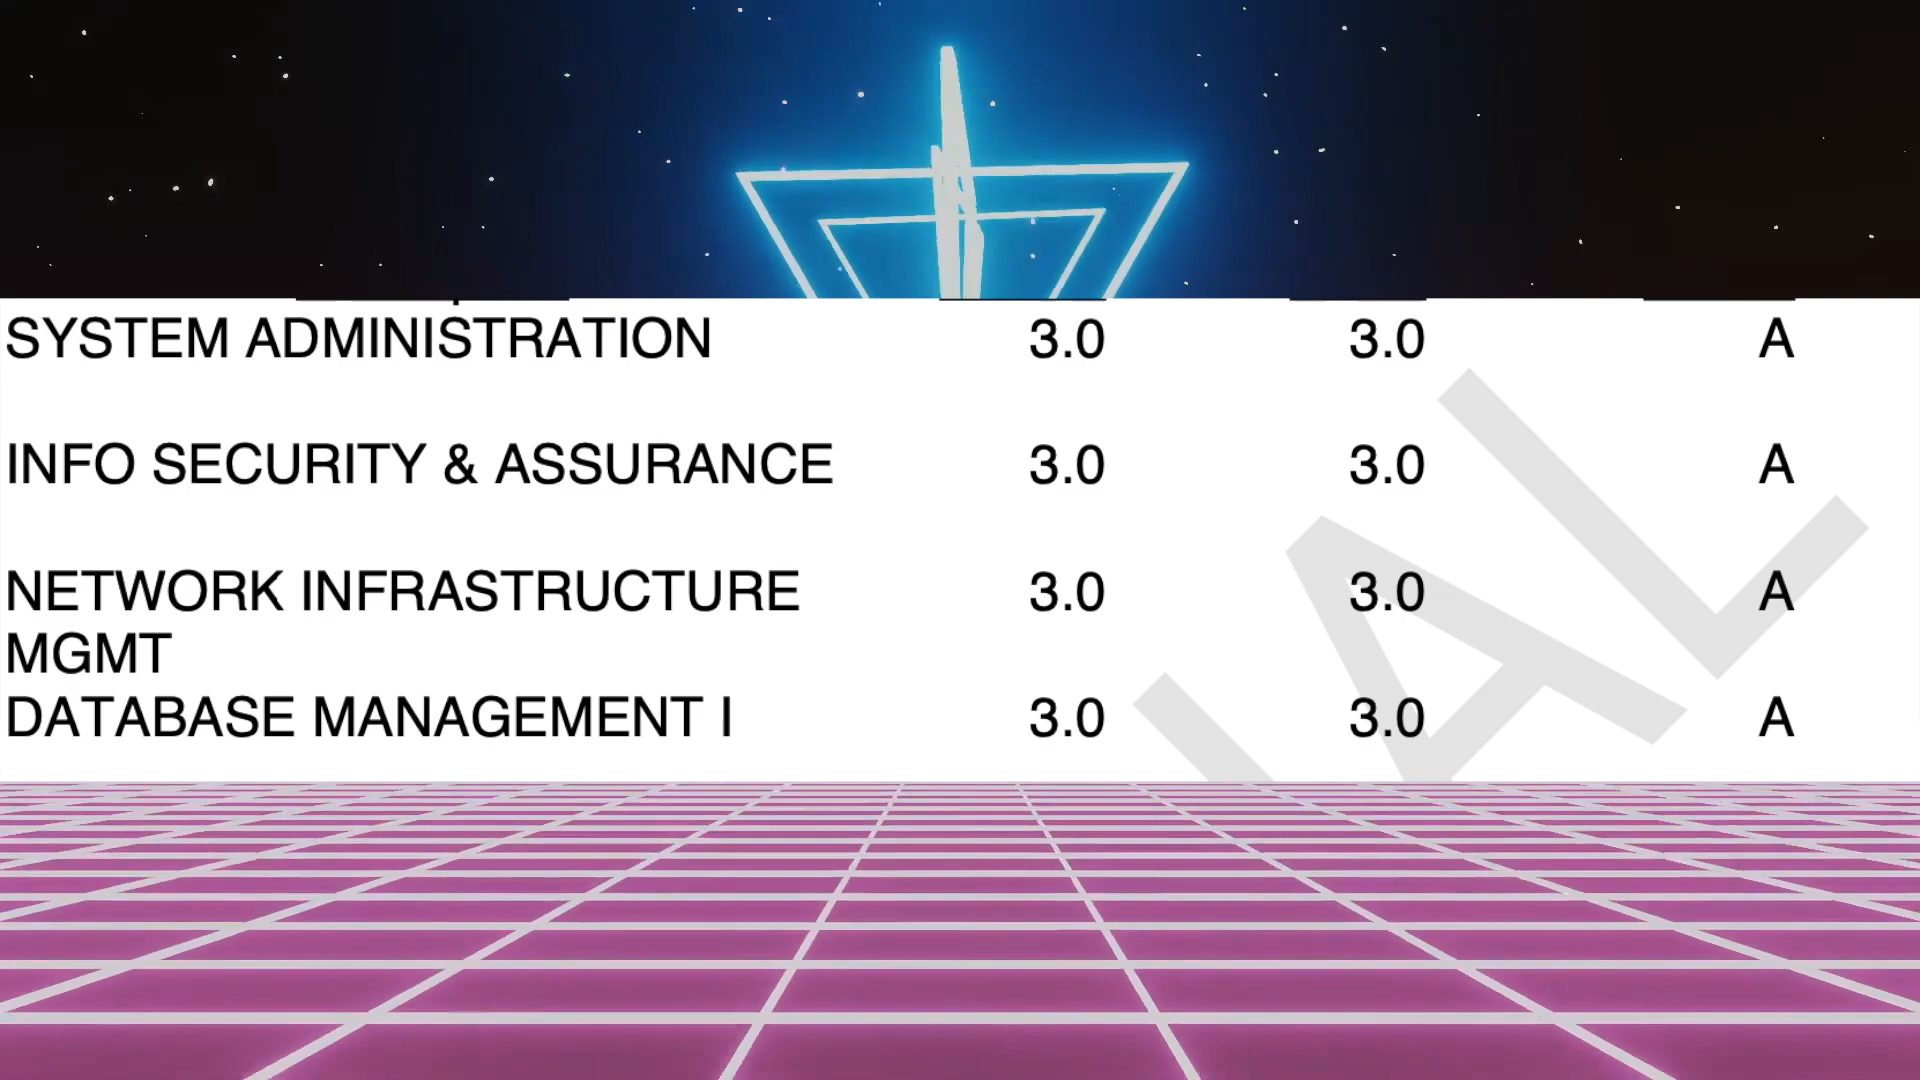 SYSTEM ADMINISTRATION 3.0 3.0 A
INFO SECURITY & ASSURANCE 3.0 3.0 A
NETWORK INFRASTRUCTURE 3.0 3.0 A
MGMT
DATABASE MANAGEMENT I 3.0 3.0 A